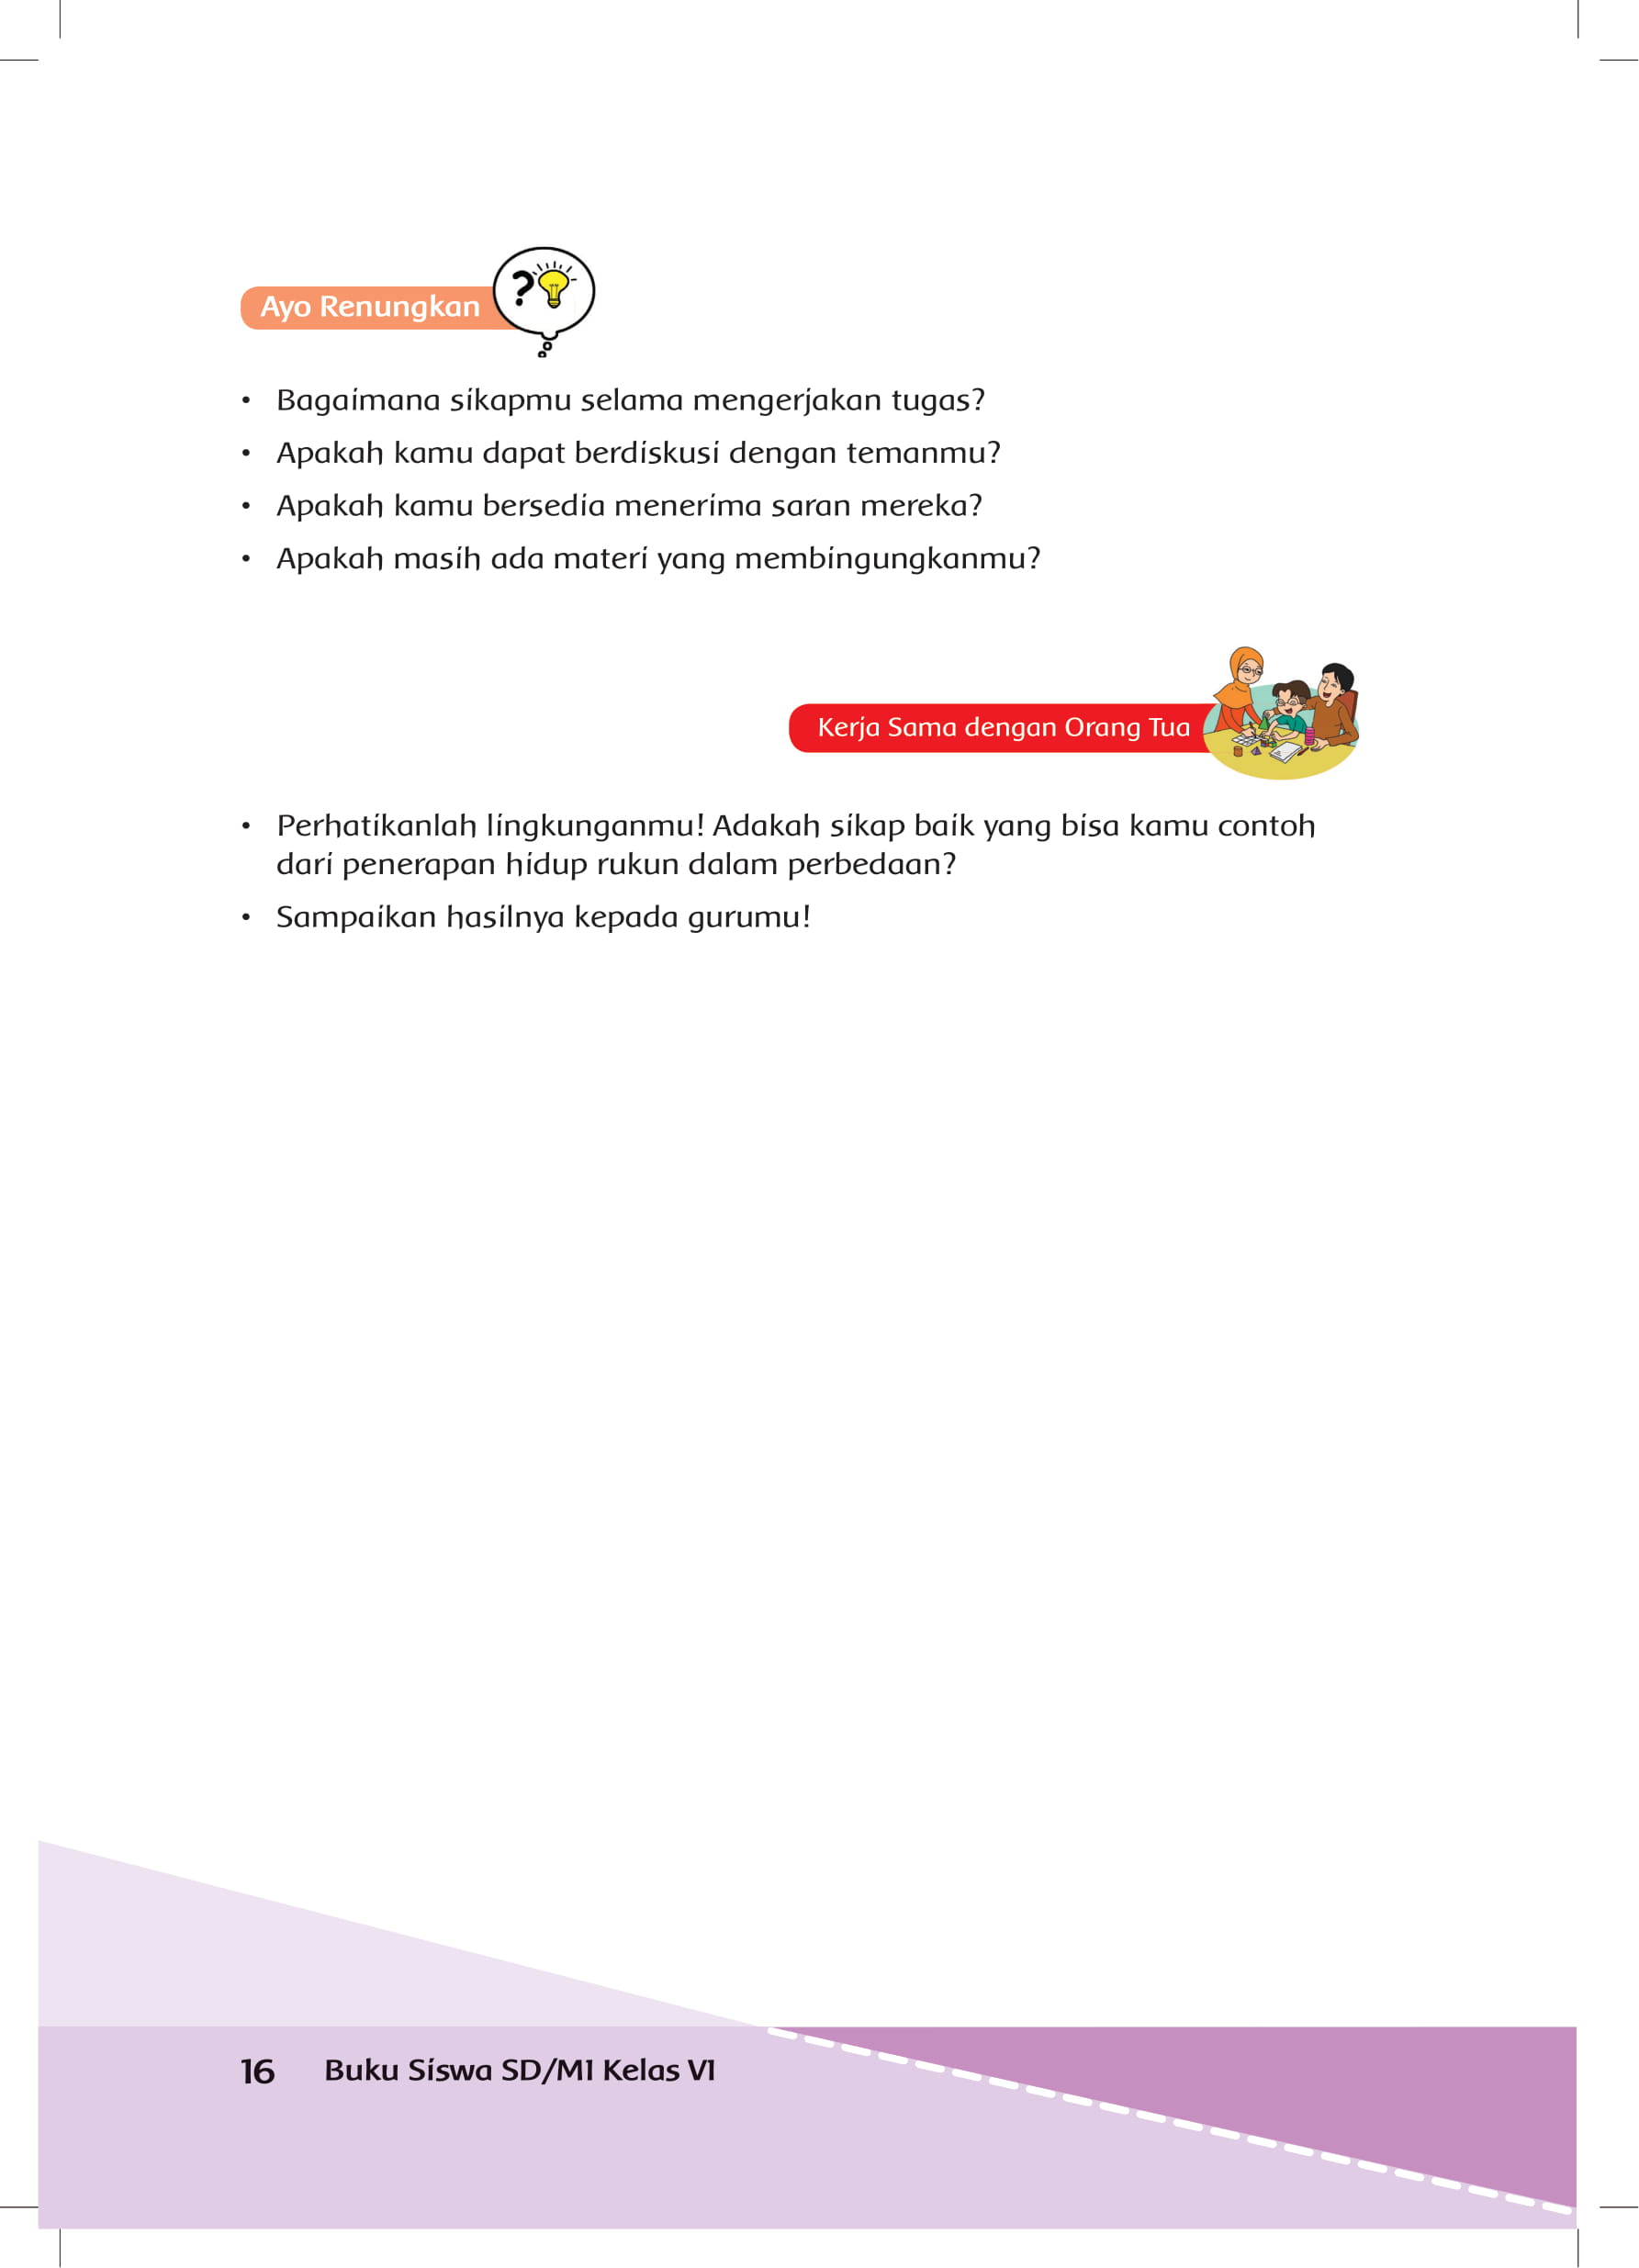 Ayo Renungkan
• Bagaimana sikapmu selama mengerjakan tugas?
• Apakah kamu dapat berdiskusi dengan temanmu?
• Apakah kamu bersedia menerima saran mereka?
• Apakah masih ada materi yang membingungkanmu?
Kerja Sama dengan Orang Tua
• Perhatikanlah lingkunganmu! Adakah sikap baik yang bisa kamu contoh
dari penerapan hidup rukun dalam perbedaan?
• Sampaikan hasilnya kepada gurumu!
16 Buku Siswa SD/MI Kelas VI